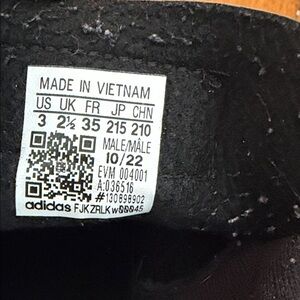 MADE IN VIETNAM
US UK FR JP CHN
3 2½ 35 215 210
MALE/MÂLE
10/22
EVM 004001
A:036516
#130898902
adidas FJKZRLKW00045